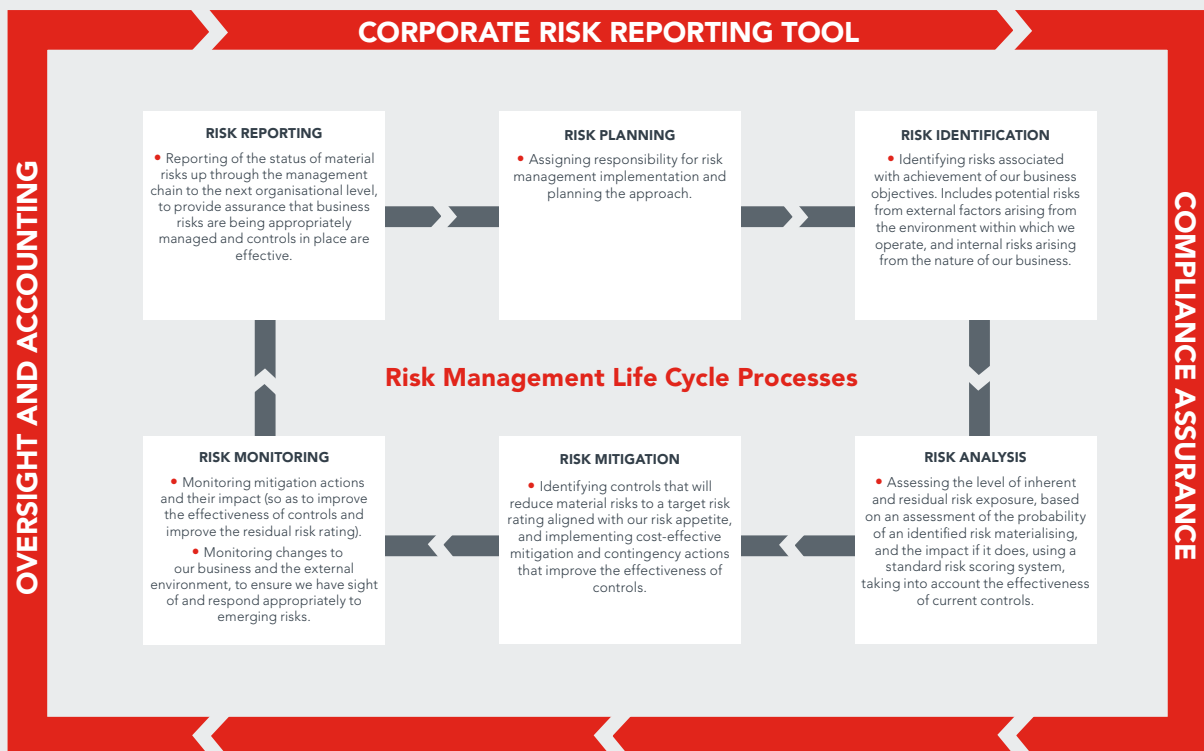 CORPORATE RISK REPORTING TOOL
OVERSIGHT AND ACCOUNTING
COMPLIANCE ASSURANCE
RISK REPORTING
• Reporting of the status of material
risks up through the management
chain to the next organisational level,
to provide assurance that business
risks are being appropriately
managed and controls in place are
effective.
RISK PLANNING
• Assigning responsibility for risk
management implementation and
planning the approach.
RISK IDENTIFICATION
• Identifying risks associated
with achievement of our business
objectives. Includes potential risks
from external factors arising from
the environment within which we
operate, and internal risks arising
from the nature of our business.
Risk Management Life Cycle Processes
RISK MONITORING
• Monitoring mitigation actions
and their impact (so as to improve
the effectiveness of controls and
improve the residual risk rating).
• Monitoring changes to
our business and the external
environment, to ensure we have sight
of and respond appropriately to
emerging risks.
RISK MITIGATION
• Identifying controls that will
reduce material risks to a target risk
rating aligned with our risk appetite,
and implementing cost-effective
mitigation and contingency actions
that improve the effectiveness of
controls.
RISK ANALYSIS
• Assessing the level of inherent
and residual risk exposure, based
on an assessment of the probability
of an identified risk materialising,
and the impact if it does, using a
standard risk scoring system,
taking into account the effectiveness
of current controls.